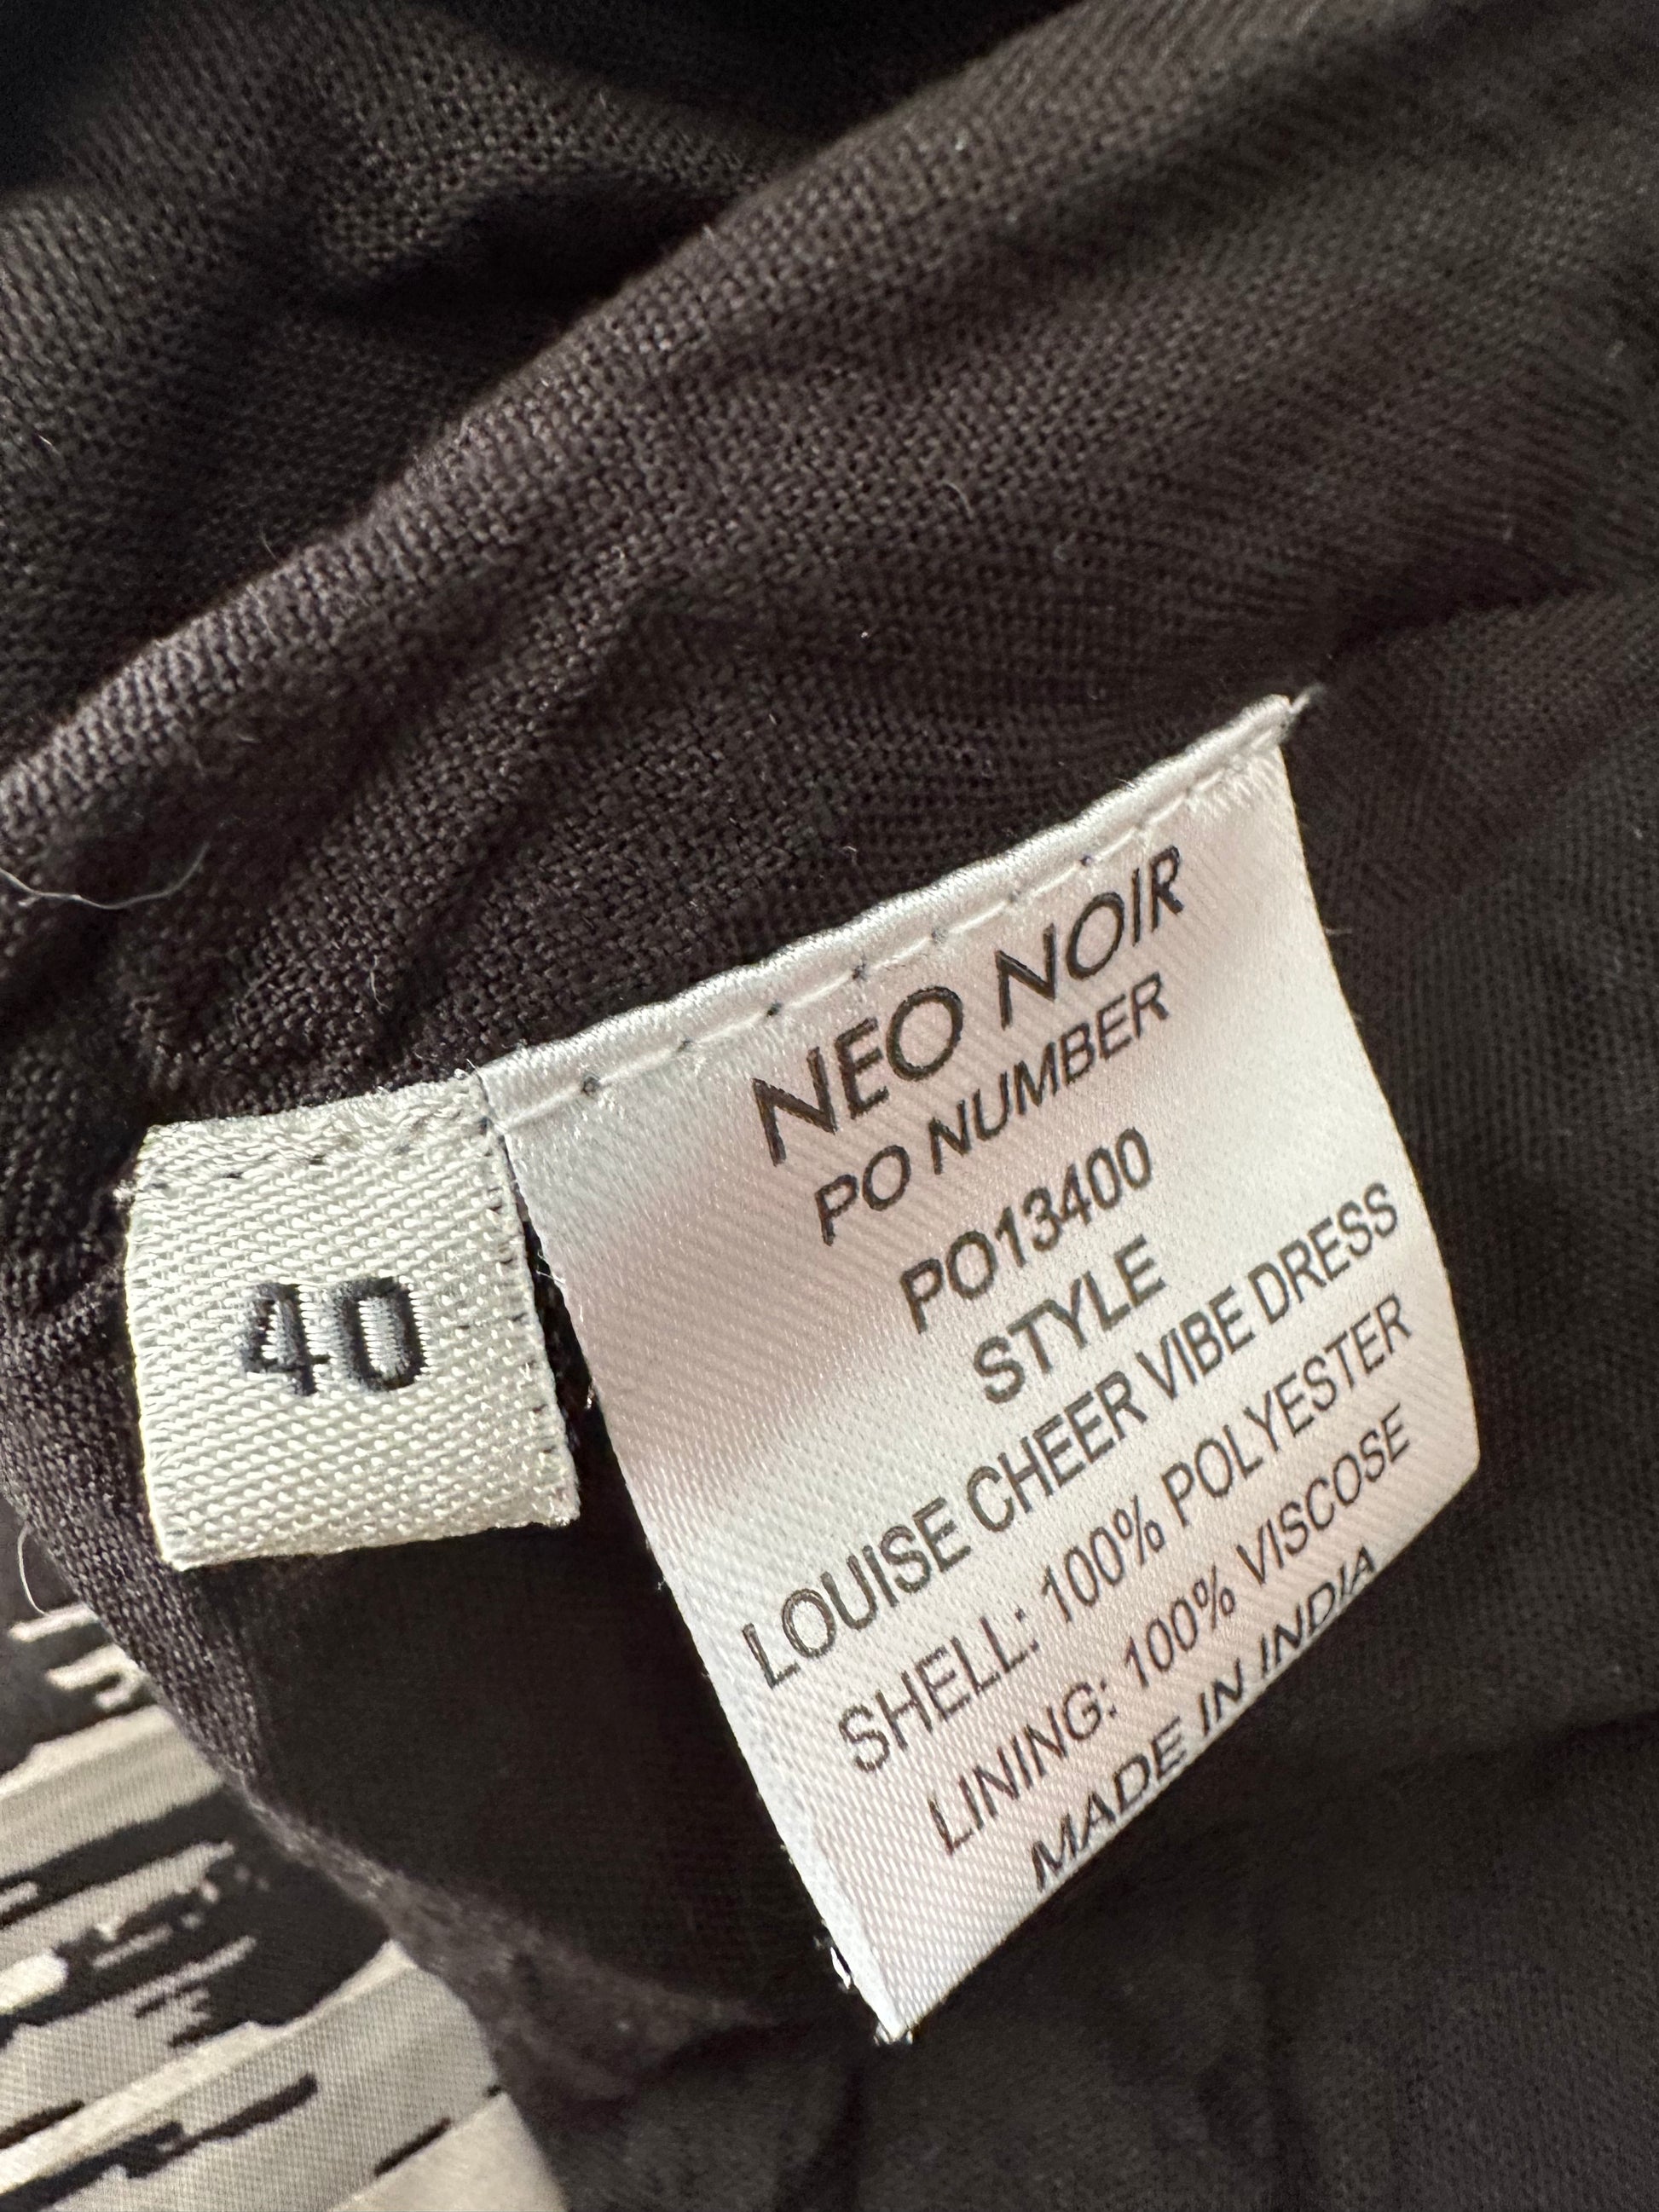 40
NEO NOIR
PO NUMBER
PO13400
STYLE
LOUISE CHEER VIBE DRESS
SHELL: 100% POLYESTER
LINING: 100% VISCOSE
MADE IN INDIA